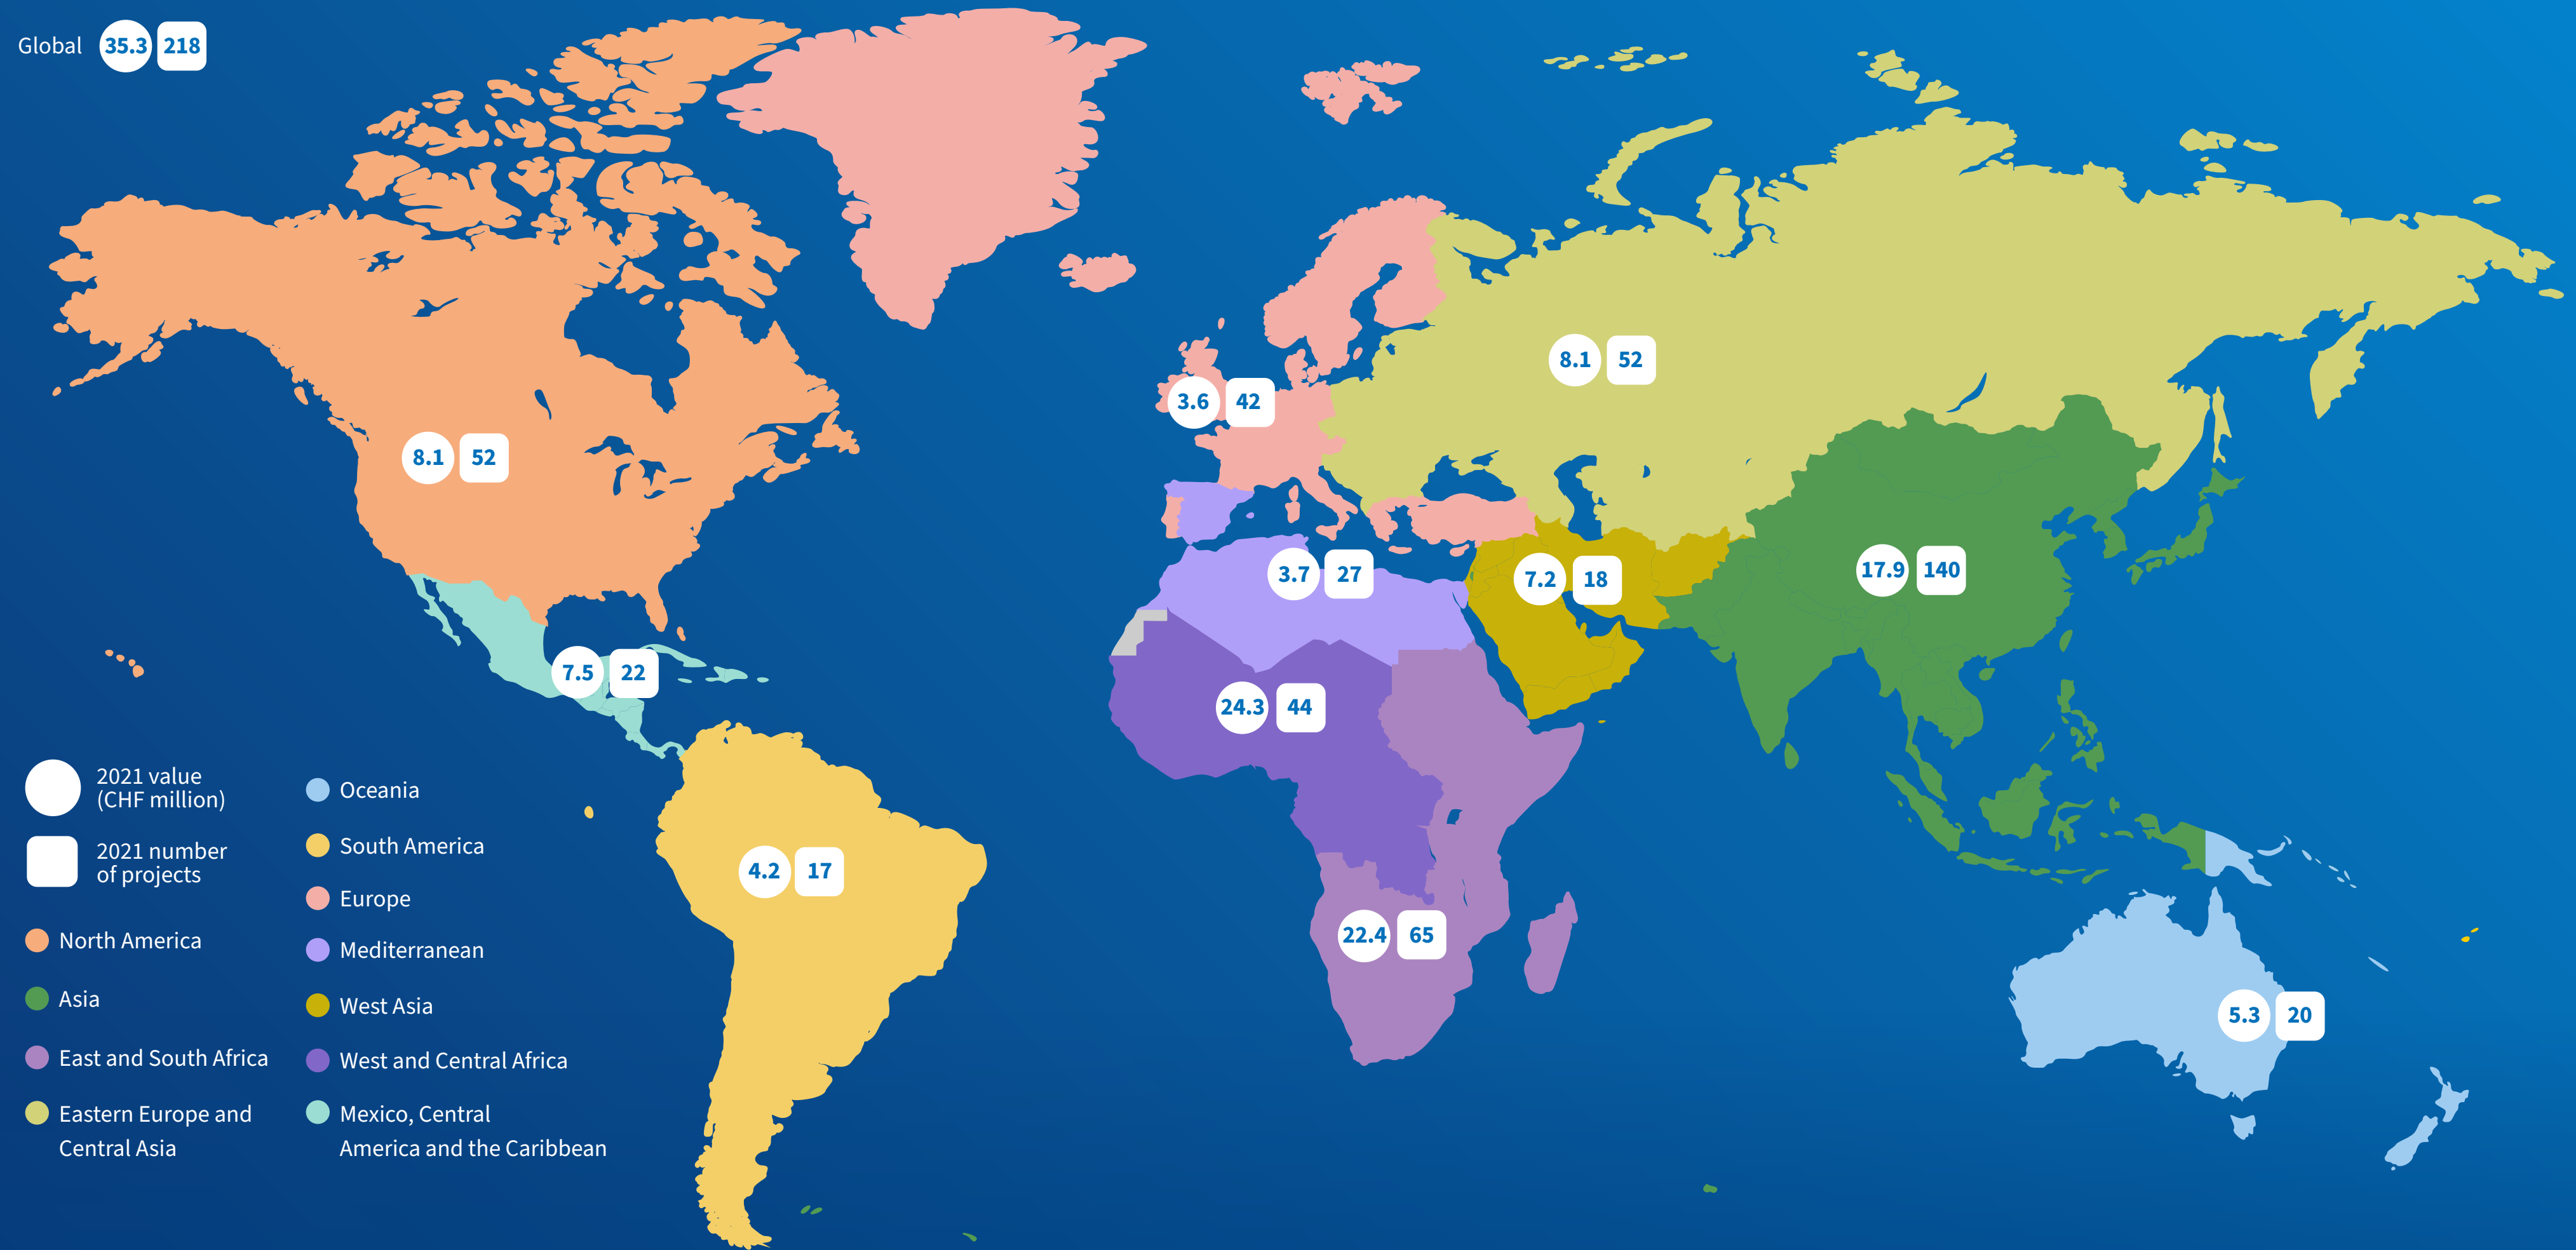 Global 35.3 218
8.1 52
3.6 42
8.1 52
3.7 27
7.2 18
17.9 140
7.5 22
24.3 44
4.2 17
22.4 65
5.3 20
2021 value
(CHF million)
2021 number
of projects
North America
Asia
East and South Africa
Eastern Europe and
Central Asia
Oceania
South America
Europe
Mediterranean
West Asia
West and Central Africa
Mexico, Central
America and the Caribbean